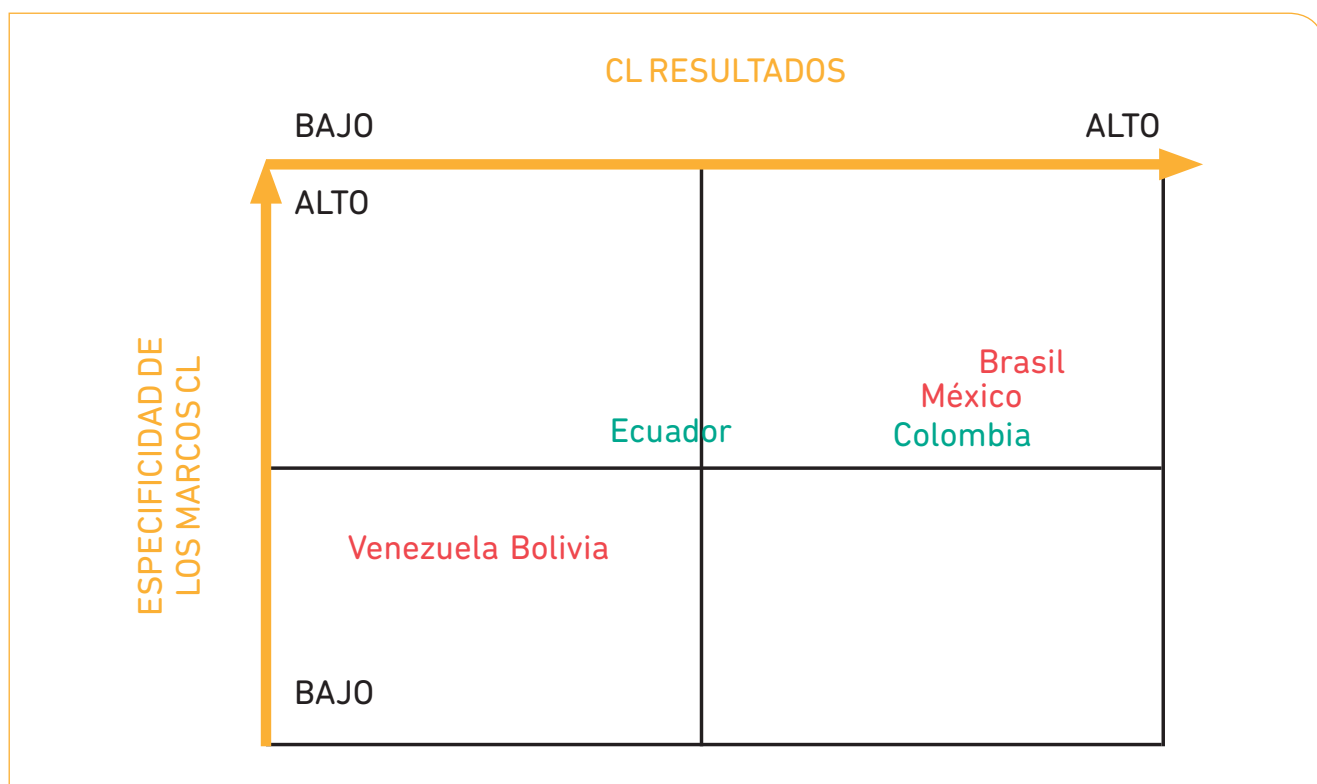 CL RESULTADOS
BAJO
ALTO
ALTO
ESPECIFICIDAD DE
LOS MARCOS CL
Brasil
México
Ecuador
Colombia
Venezuela Bolivia
BAJO